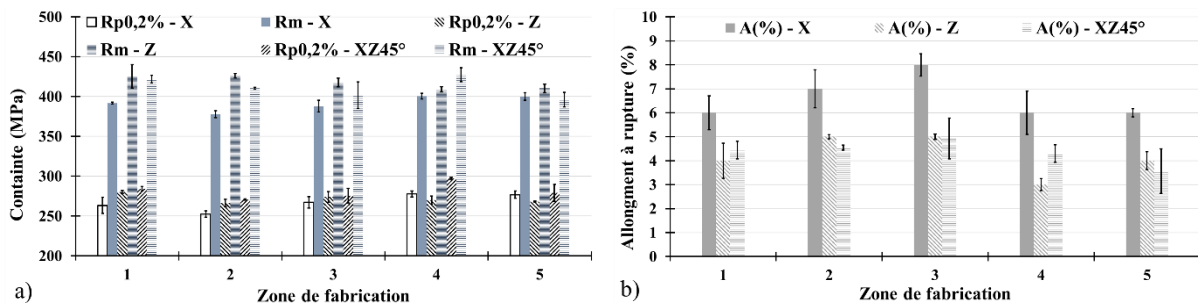 Rp0,2% - X Rm - X Rp0,2% - Z
Rm - Z Rp0,2% - XZ45° Rm - XZ45°
Containte (MPa)
500
450
400
350
300
250
200
1 2 3 4 5
Zone de fabrication
a)
A(%) - X A(%) - Z A(%) - XZ45°
Allongment à rupture (%)
10
9
8
7
6
5
4
3
2
1
0
1 2 3 4 5
Zone de fabrication
b)